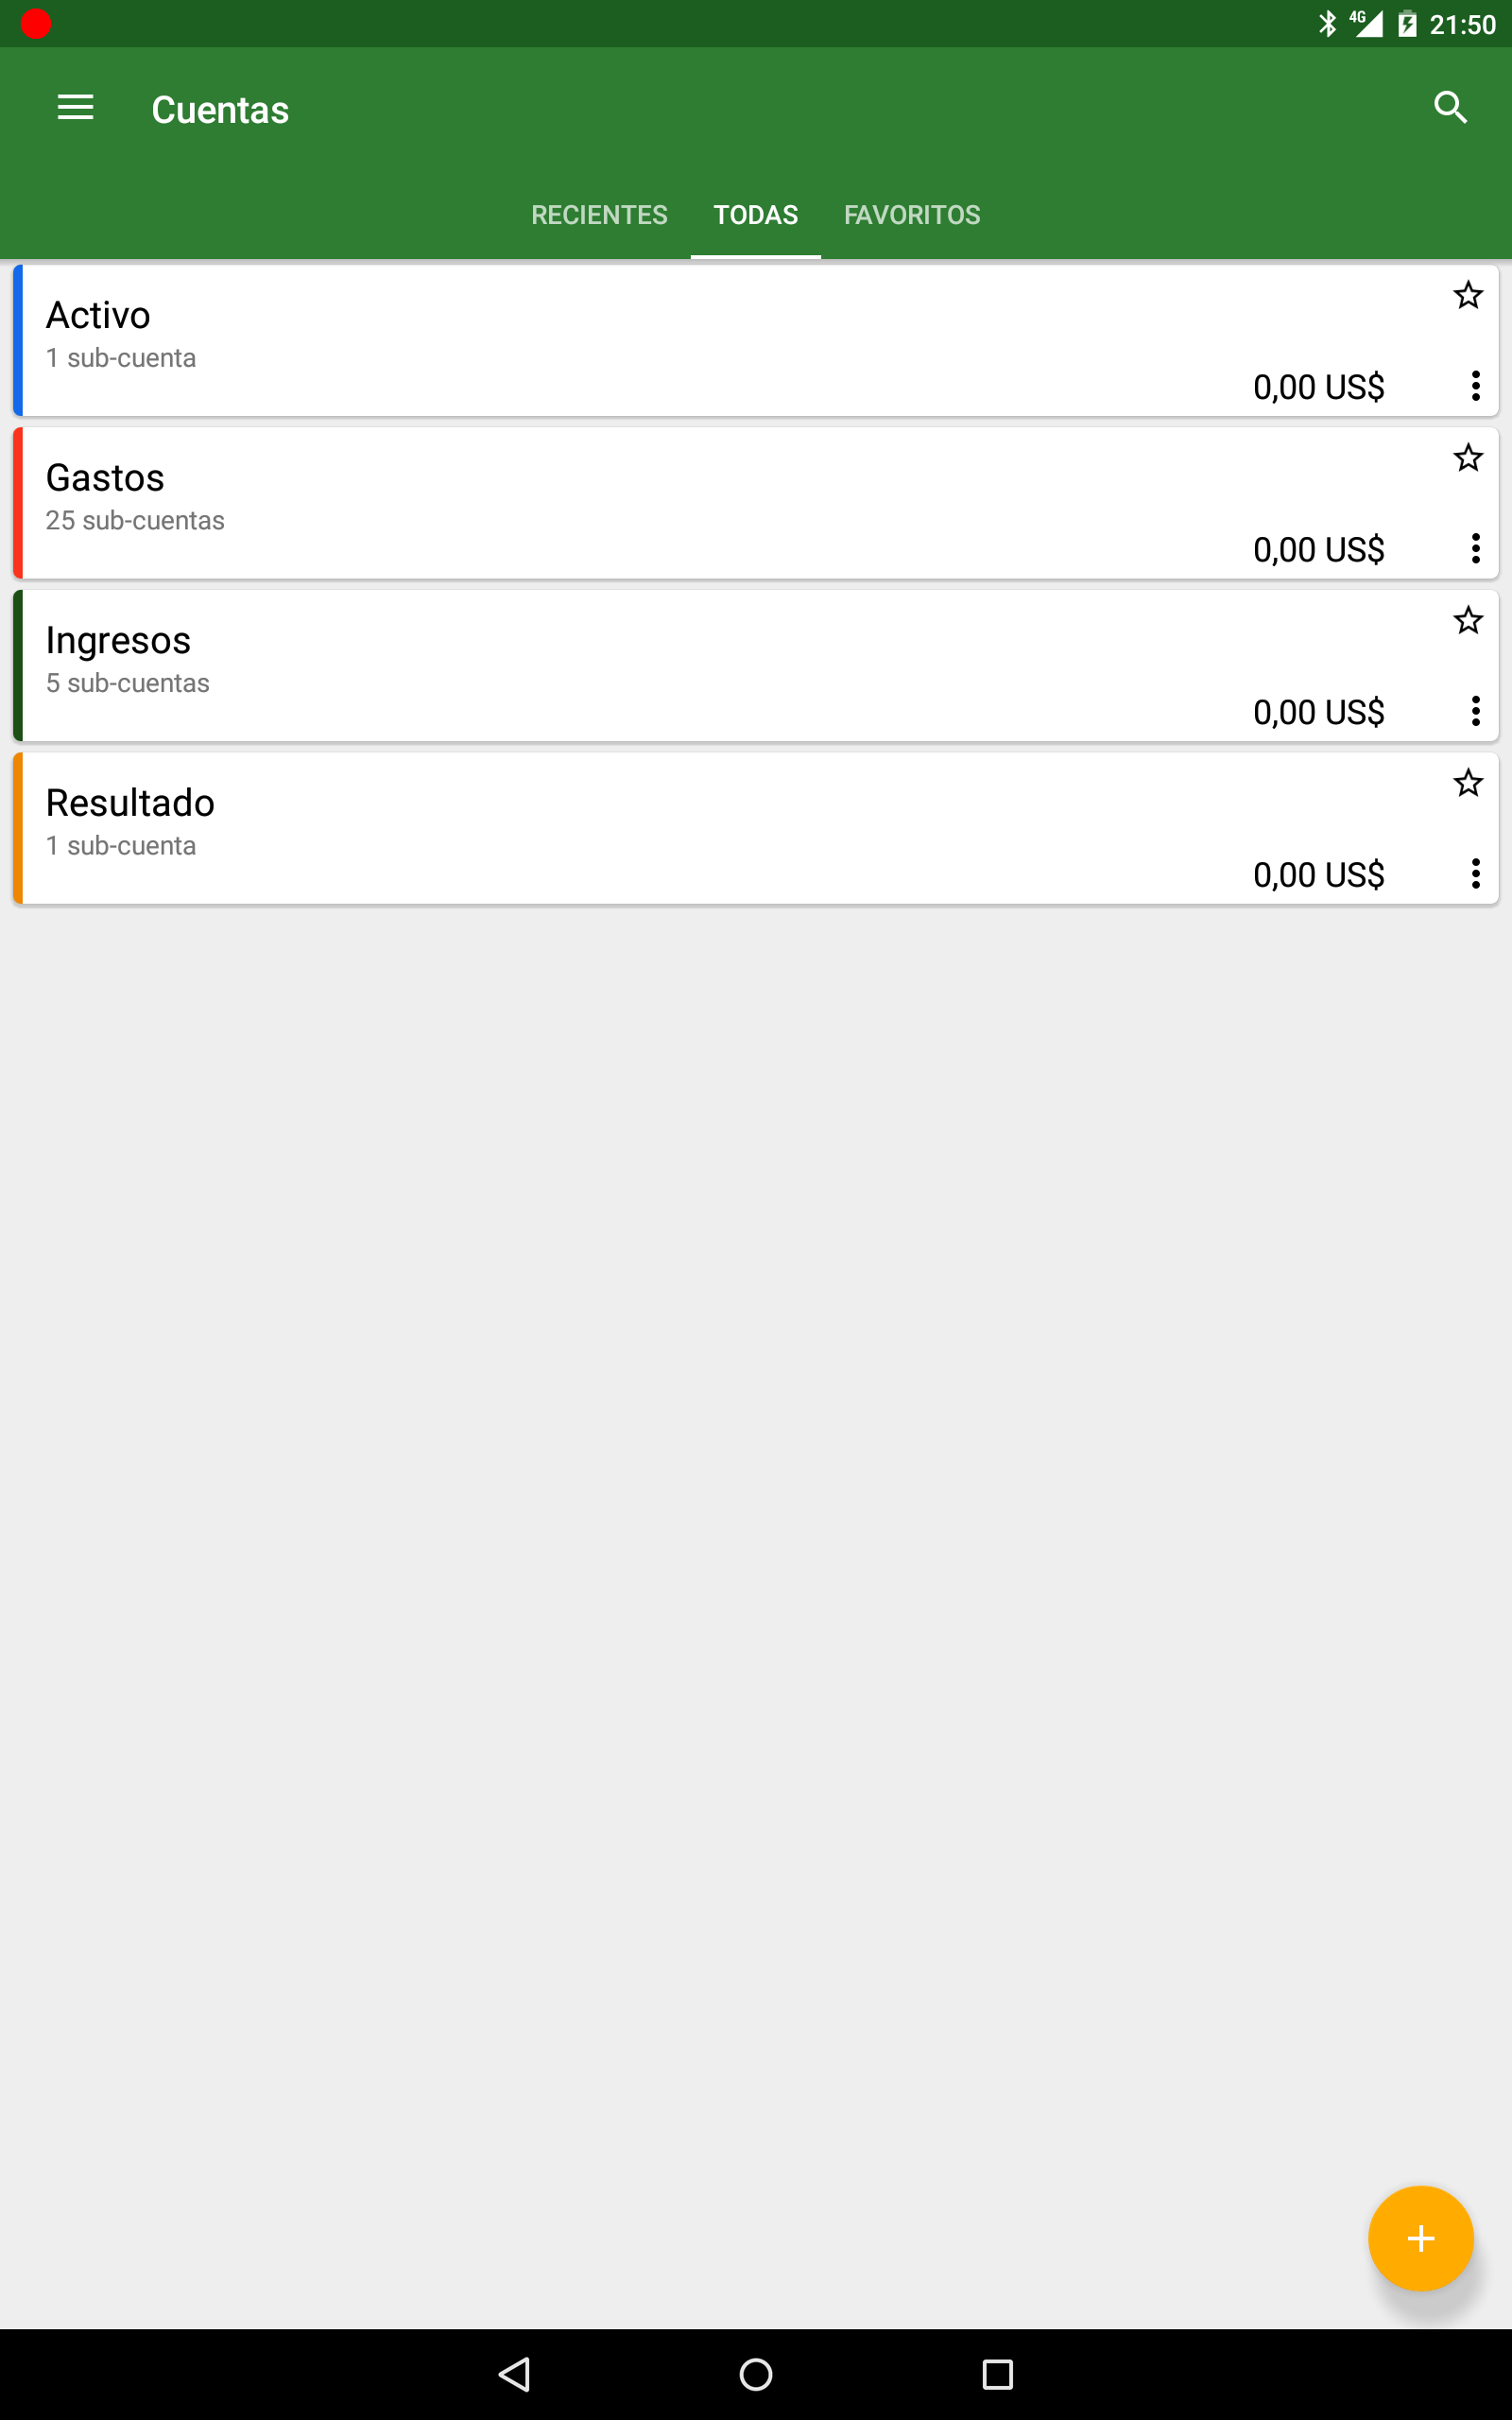 4G 21:50
Cuentas
RECIENTES TODAS FAVORITOS
Activo
1 sub-cuenta
0,00 US$
Gastos
25 sub-cuentas
0,00 US$
Ingresos
5 sub-cuentas
0,00 US$
Resultado
1 sub-cuenta
0,00 US$